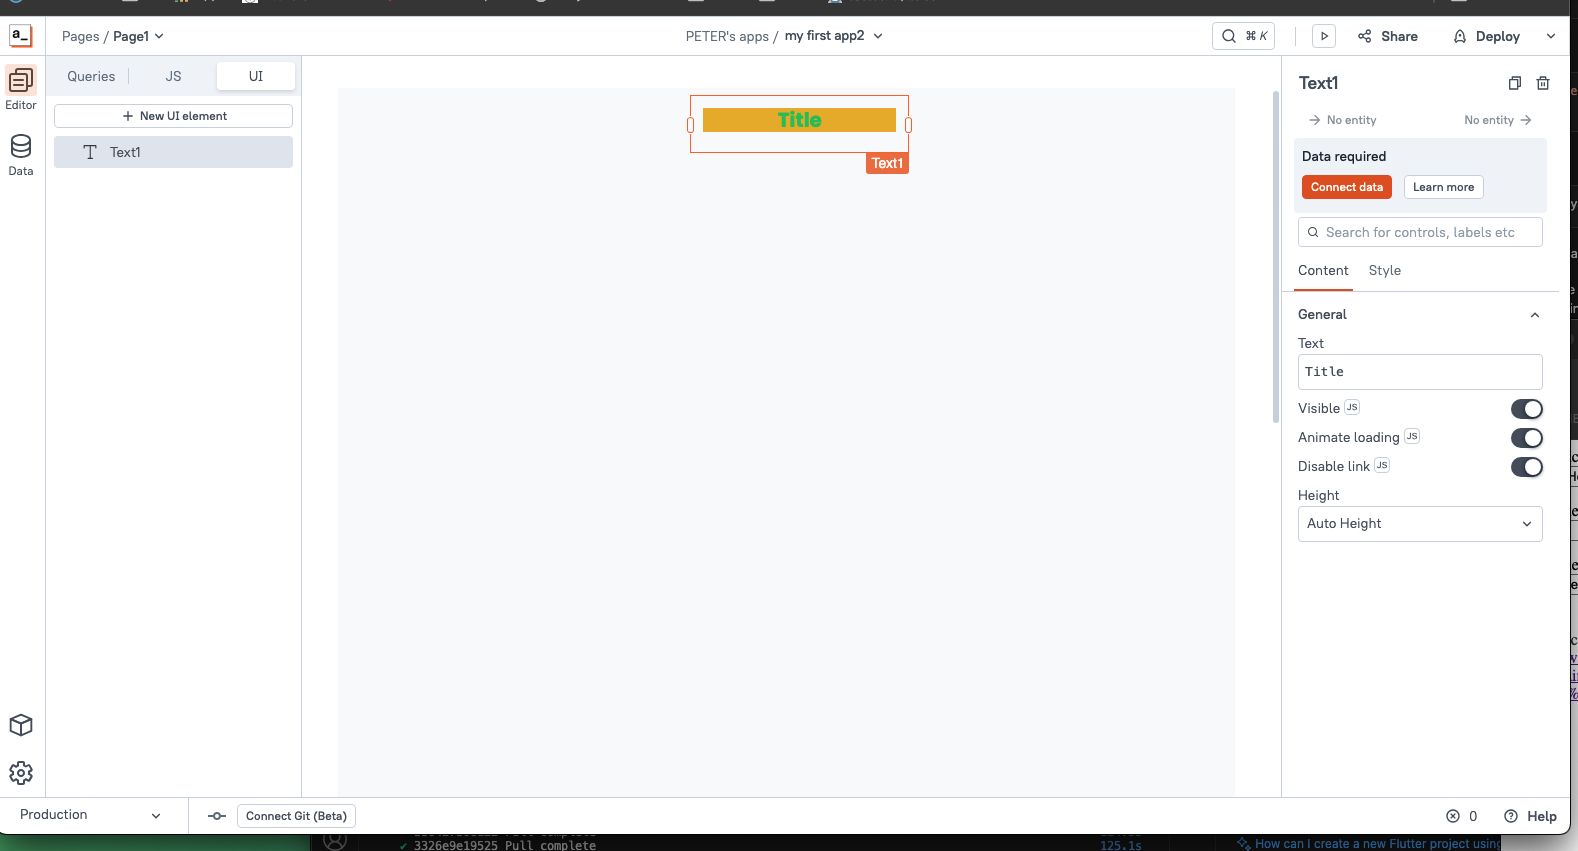 a_
Pages / Page1
PETER's apps / my first app2
⌘ K
Share
Deploy
Editor
Data
Queries
JS
UI
+ New UI element
Text1
Title
Text1
Text1
No entity
No entity
Data required
Connect data
Learn more
Search for controls, labels etc
Content
Style
General
Text
Title
Visible JS
Animate loading JS
Disable link JS
Height
Auto Height
Production
Connect Git (Beta)
0
Help
3326e9e19525 Pull complete
125.1s
How can I create a new Flutter project using